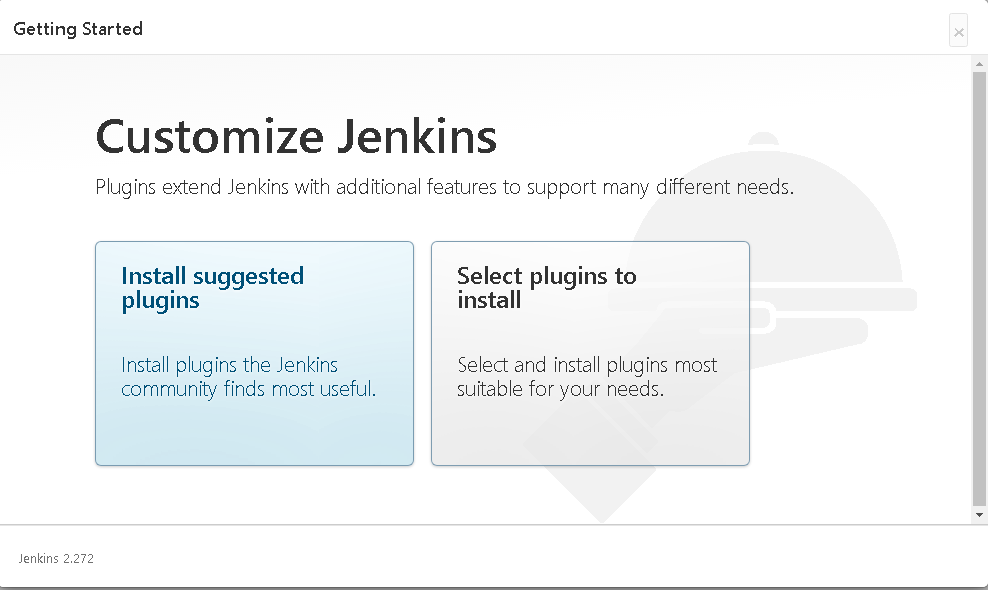 Getting Started
×
Customize Jenkins
Plugins extend Jenkins with additional features to support many different needs.
Install suggested
plugins
Install plugins the Jenkins
community finds most useful.
Select plugins to
install
Select and install plugins most
suitable for your needs.
Jenkins 2.272